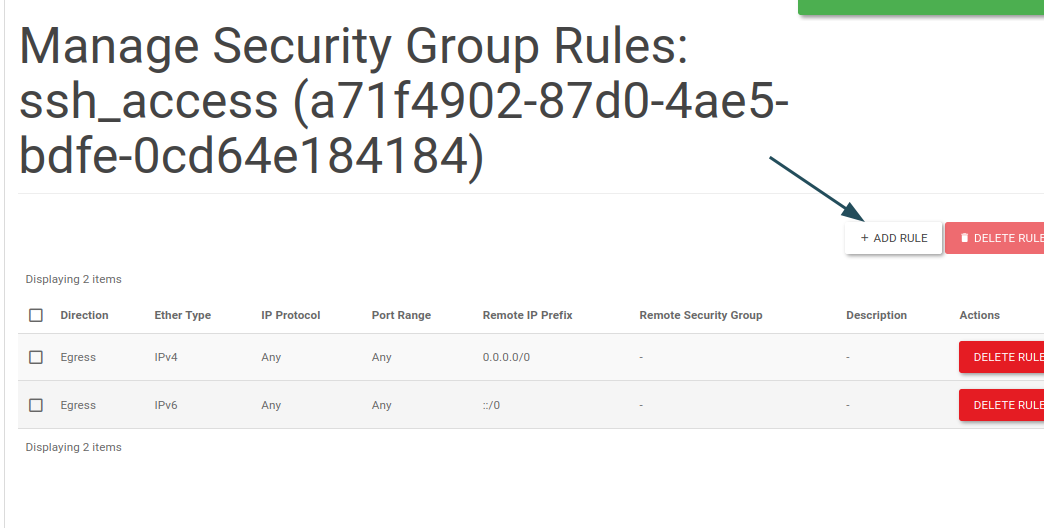 Manage Security Group Rules:
ssh_access (a71f4902-87d0-4ae5-
bdfe-0cd64e184184)
+ ADD RULE DELETE RULE
Displaying 2 items
Direction Ether Type IP Protocol Port Range Remote IP Prefix Remote Security Group Description Actions
Egress IPv4 Any Any 0.0.0.0/0 - - DELETE RULE
Egress IPv6 Any Any ::/0 - - DELETE RULE
Displaying 2 items